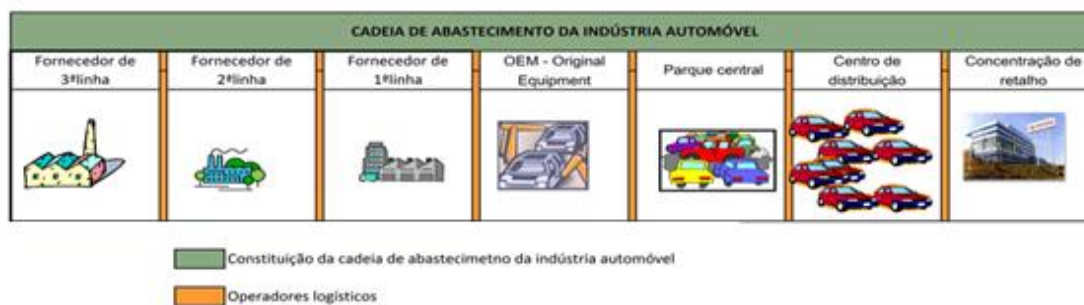 CADEIA DE ABASTECIMENTO DA INDÚSTRIA AUTOMÓVEL
Fornecedor de
3ªlinha
Fornecedor de
2ªlinha
Fornecedor de
1ªlinha
OEM - Original
Equipment
Parque central
Centro de
distribuição
Concentração de
retalho
Constituição da cadeia de abastecimetno da indústria automóvel
Operadores logísticos